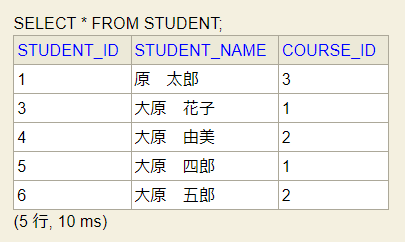 SELECT * FROM STUDENT;
STUDENT_ID STUDENT_NAME COURSE_ID
1 原　太郎 3
3 大原　花子 1
4 大原　由美 2
5 大原　四郎 1
6 大原　五郎 2
(5 行, 10 ms)